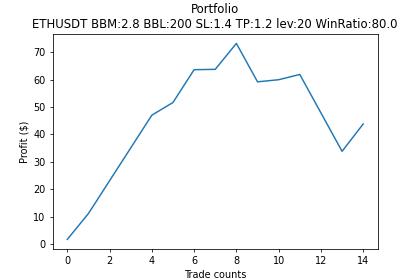 Portfolio
ETHUSDT BBM:2.8 BBL:200 SL:1.4 TP:1.2 lev:20 WinRatio:80.0
70
60
50
40
30
20
10
0
Profit ($)
0 2 4 6 8 10 12 14
Trade counts